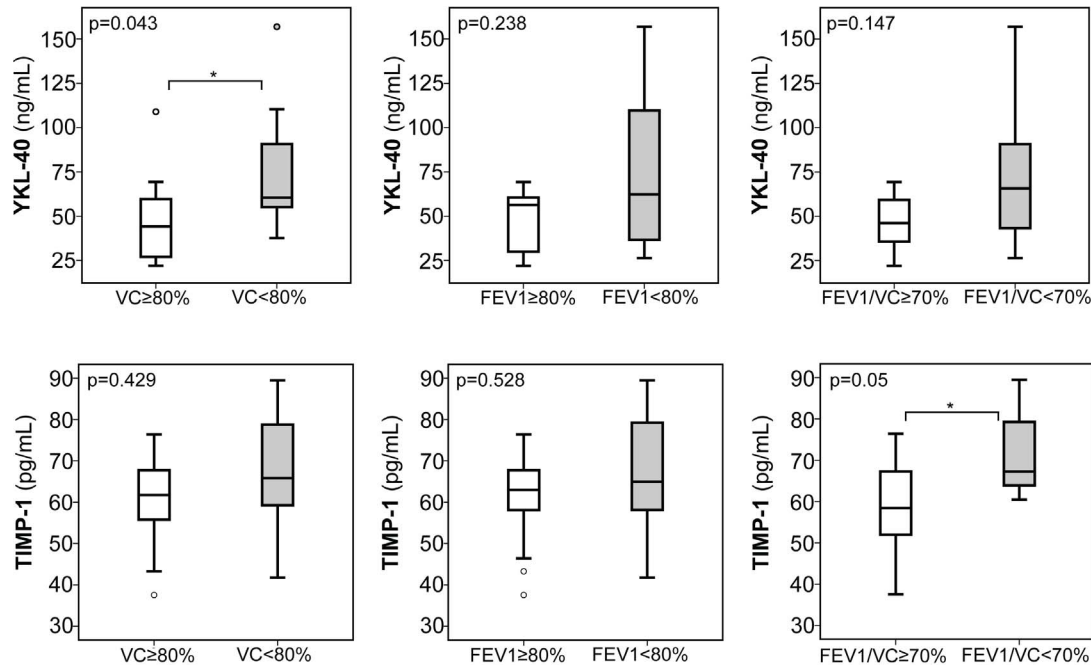 p=0.043
YKL-40 (ng/mL)
150
125
100
75
50
25
*
VC≥80%
VC<80%
p=0.238
YKL-40 (ng/mL)
150
125
100
75
50
25
FEV1≥80%
FEV1<80%
p=0.147
YKL-40 (ng/mL)
150
125
100
75
50
25
FEV1/VC≥70%
FEV1/VC<70%
p=0.429
TIMP-1 (pg/mL)
90
80
70
60
50
40
30
VC≥80%
VC<80%
p=0.528
TIMP-1 (pg/mL)
90
80
70
60
50
40
30
FEV1≥80%
FEV1<80%
p=0.05
TIMP-1 (pg/mL)
90
80
70
60
50
40
30
*
FEV1/VC≥70%
FEV1/VC<70%